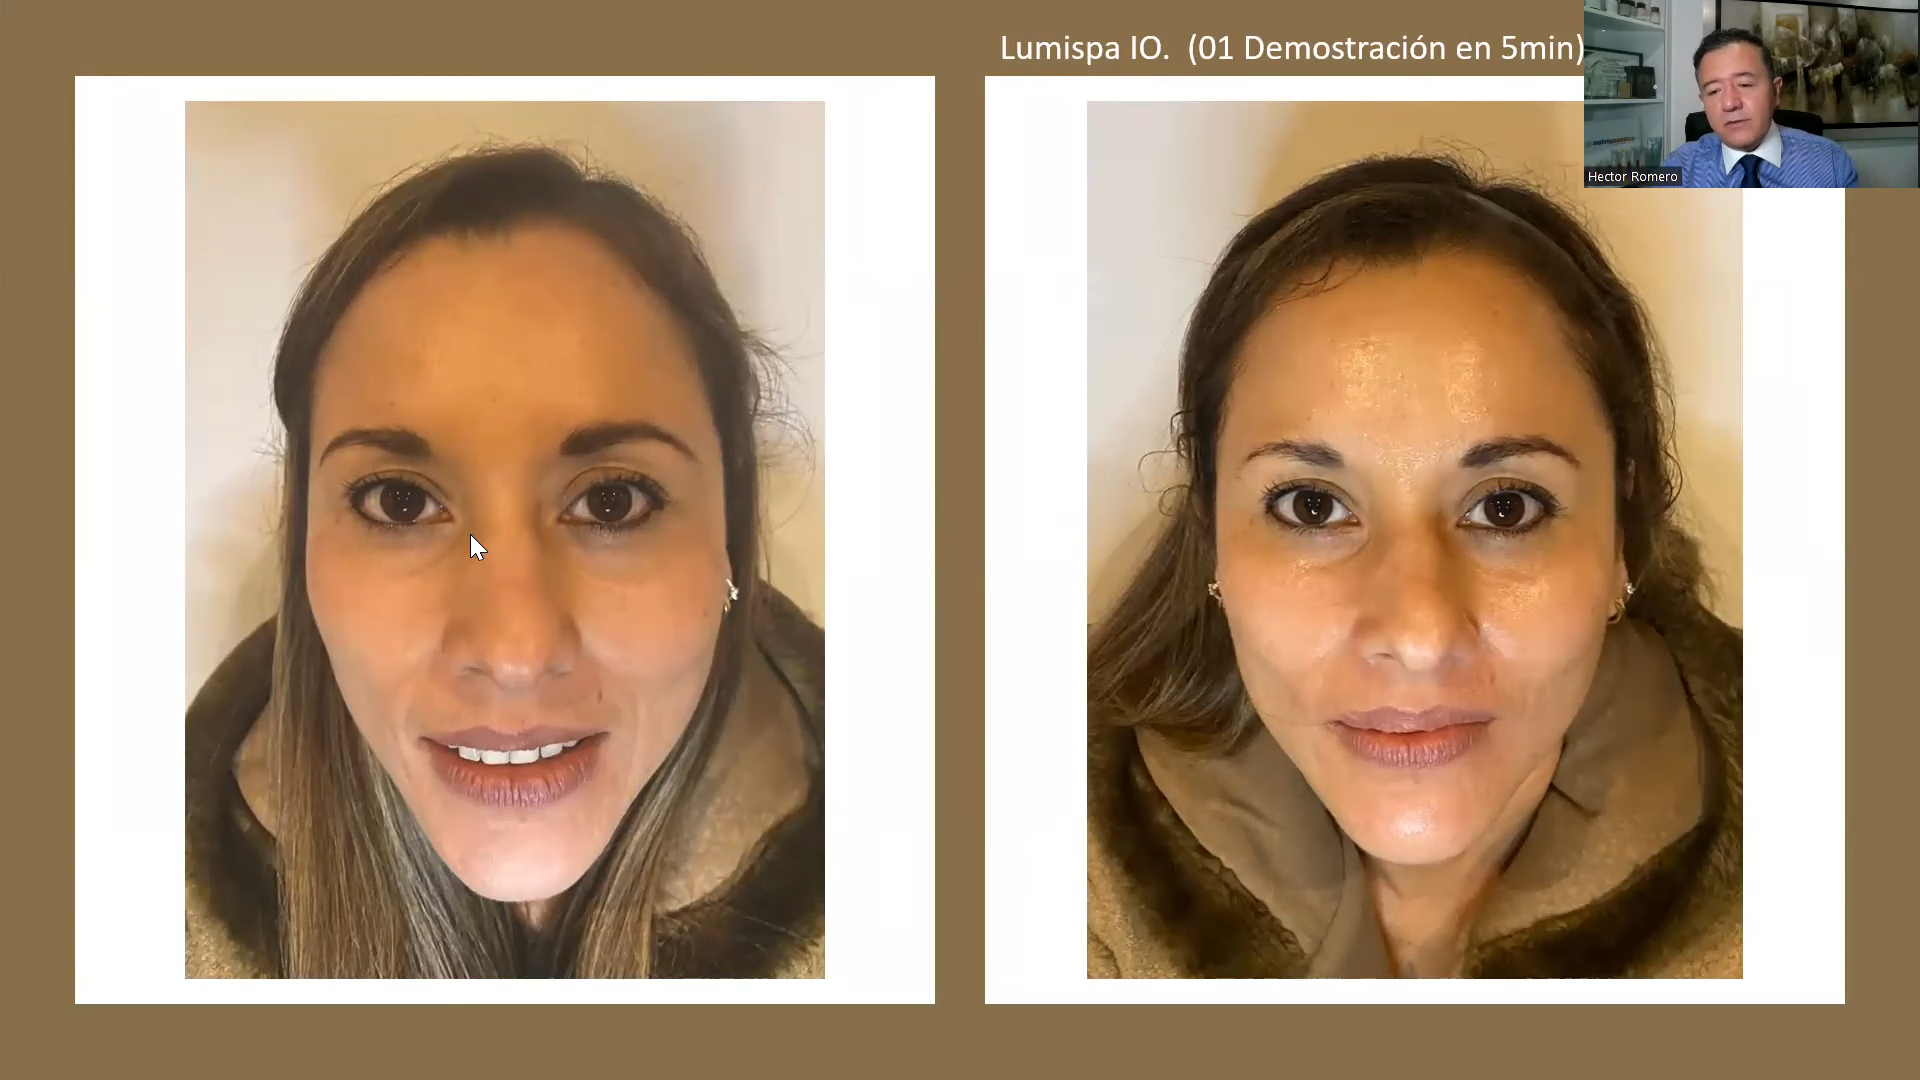 Lumispa IO.  (01 Demostración en 5min)
Hector Romero